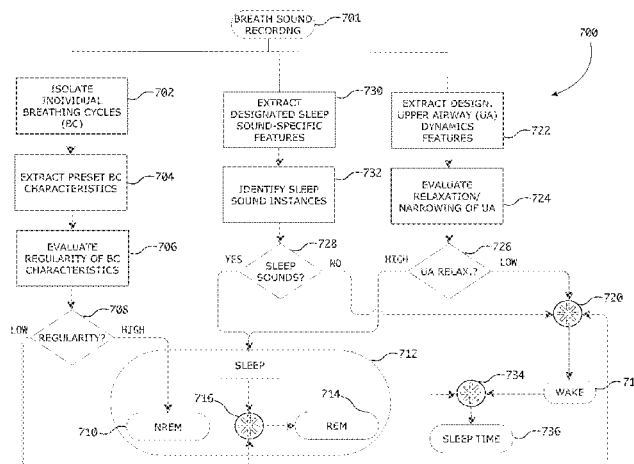 BREATH SOUND
RECORDING
701
700
ISOLATE
INDIVIDUAL
BREATHING CYCLES
(BC)
702
EXTRACT
DESIGNATED SLEEP
SOUND-SPECIFIC
FEATURES
730
EXTRACT DESIGN.
UPPER AIRWAY (UA)
DYNAMICS
FEATURES
722
EXTRACT PRESET BC
CHARACTERISTICS
704
IDENTIFY SLEEP
SOUND INSTANCES
732
EVALUATE
RELAXATION/
NARROWING OF UA
724
EVALUATE
REGULARITY OF BC
CHARACTERISTICS
706
YES
SLEEP
SOUNDS?
728
NO
HIGH
UA RELAX.?
726
LOW
720
LOW
REGULARITY?
708
HIGH
SLEEP
712
710
NREM
716
REM
714
734
WAKE
71
SLEEP TIME
736